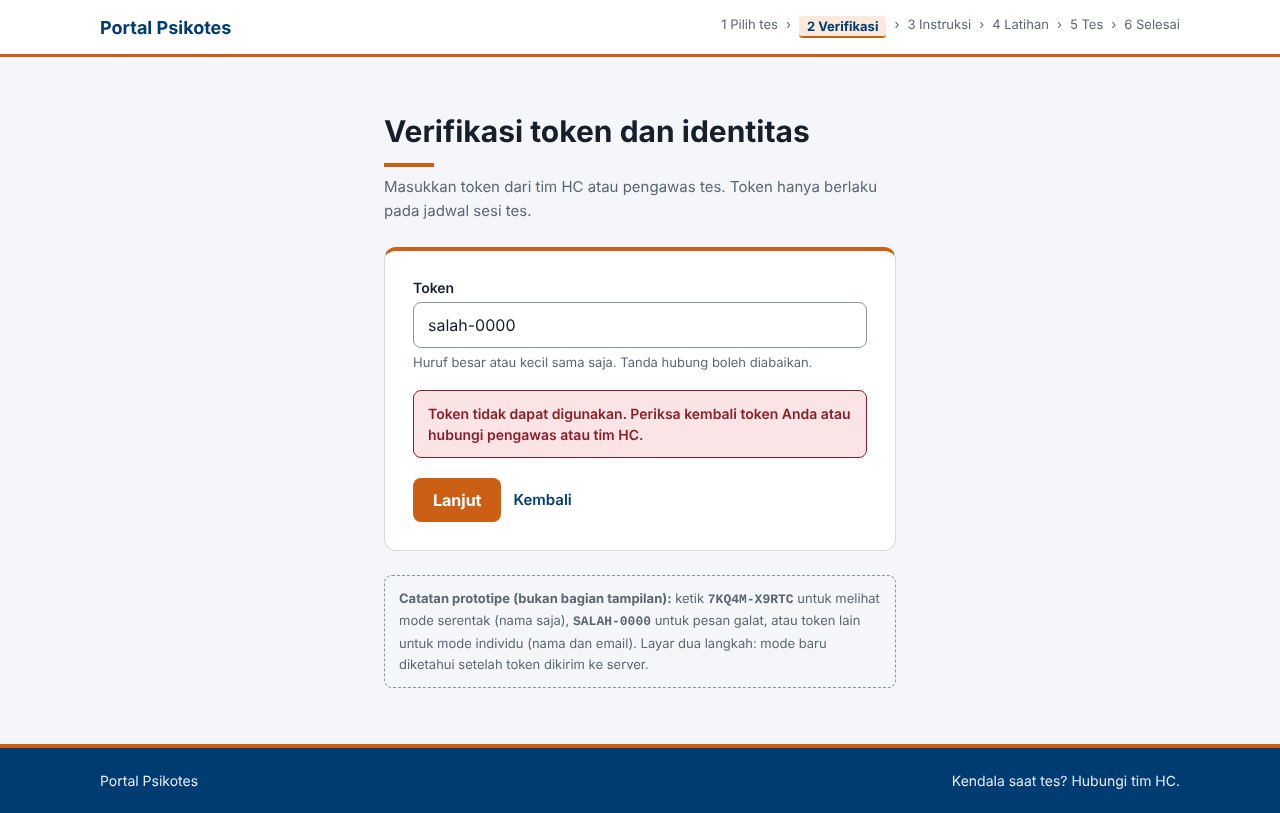 Portal Psikotes
1 Pilih tes › 2 Verifikasi › 3 Instruksi › 4 Latihan › 5 Tes › 6 Selesai
Verifikasi token dan identitas
Masukkan token dari tim HC atau pengawas tes. Token hanya berlaku
pada jadwal sesi tes.
Token
salah-0000
Huruf besar atau kecil sama saja. Tanda hubung boleh diabaikan.
Token tidak dapat digunakan. Periksa kembali token Anda atau
hubungi pengawas atau tim HC.
Lanjut Kembali
Catatan prototipe (bukan bagian tampilan): ketik 7KQ4M-X9RTC untuk melihat
mode serentak (nama saja), SALAH-0000 untuk pesan galat, atau token lain
untuk mode individu (nama dan email). Layar dua langkah: mode baru
diketahui setelah token dikirim ke server.
Portal Psikotes
Kendala saat tes? Hubungi tim HC.